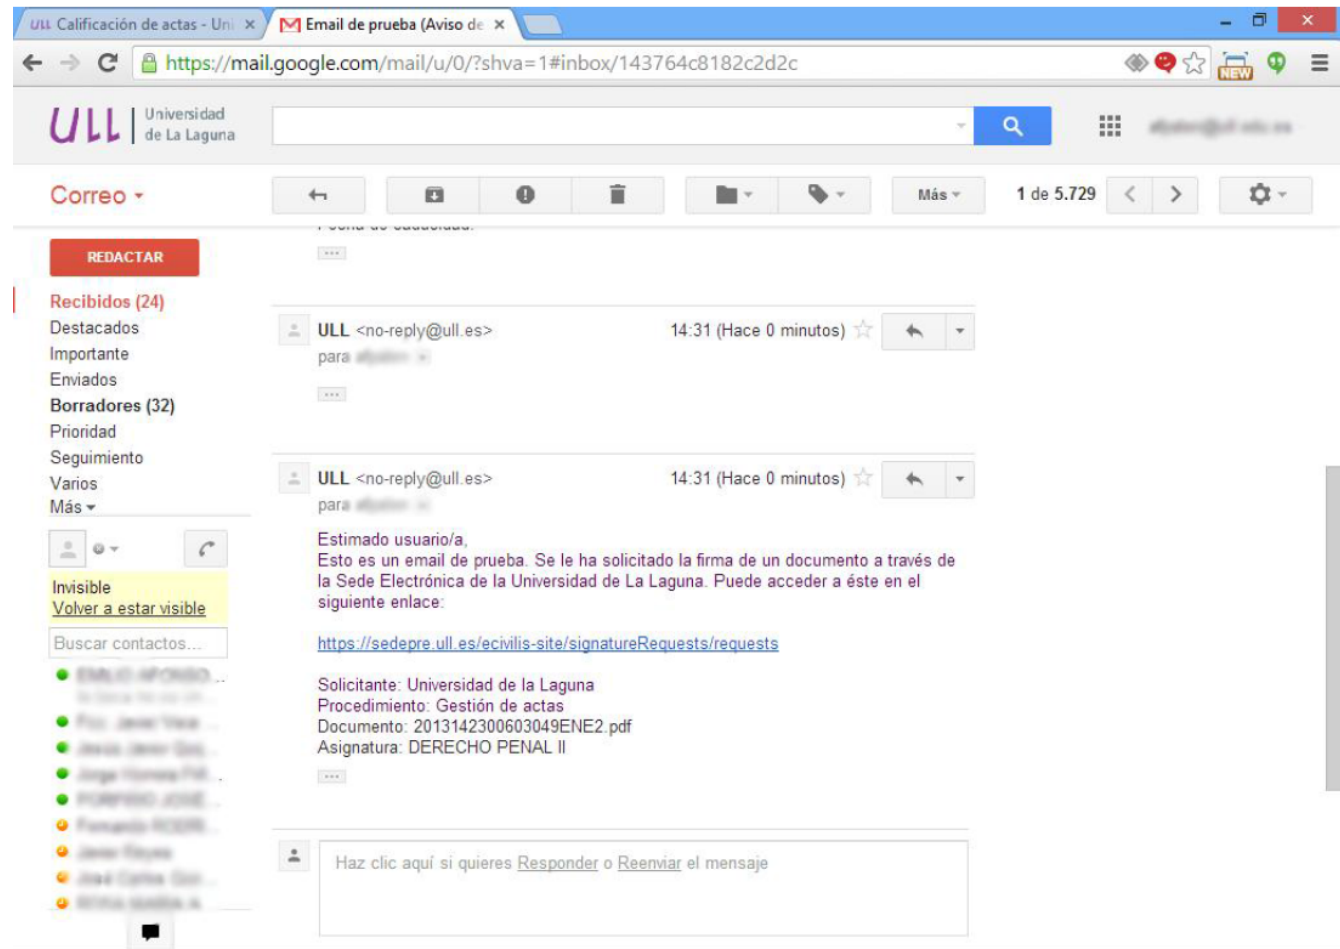 ULL Calificación de actas - Uni
Email de prueba (Aviso de
https://mail.google.com/mail/u/0/?shva=1#inbox/143764c8182c2d2c
NEW
ULL Universidad
de La Laguna
Correo
Más
1 de 5.729
REDACTAR
Recibidos (24)
Destacados
Importante
Enviados
Borradores (32)
Prioridad
Seguimiento
Varios
Más
Invisible
Volver a estar visible
Buscar contactos...
ULL <no-reply@ull.es> 14:31 (Hace 0 minutos)
para
ULL <no-reply@ull.es> 14:31 (Hace 0 minutos)
para
Estimado usuario/a,
Esto es un email de prueba. Se le ha solicitado la firma de un documento a través de
la Sede Electrónica de la Universidad de La Laguna. Puede acceder a éste en el
siguiente enlace:
https://sedepre.ull.es/ecivilis-site/signatureRequests/requests
Solicitante: Universidad de la Laguna
Procedimiento: Gestión de actas
Documento: 2013142300603049ENE2.pdf
Asignatura: DERECHO PENAL II
Haz clic aquí si quieres Responder o Reenviar el mensaje